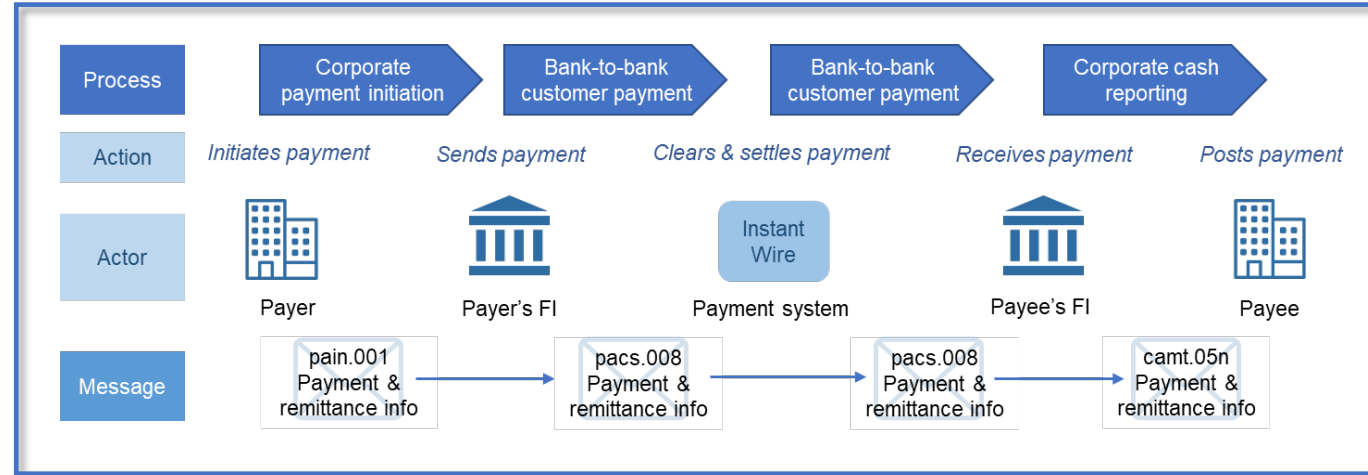 Process
Corporate
payment initiation
Bank-to-bank
customer payment
Bank-to-bank
customer payment
Corporate cash
reporting
Action
Initiates payment
Sends payment
Clears & settles payment
Receives payment
Posts payment
Actor
Instant
Wire
Payer
Payer's FI
Payment system
Payee's FI
Payee
Message
pain.001
Payment &
remittance info
pacs.008
Payment &
remittance info
pacs.008
Payment &
remittance info
camt.05n
Payment &
remittance info